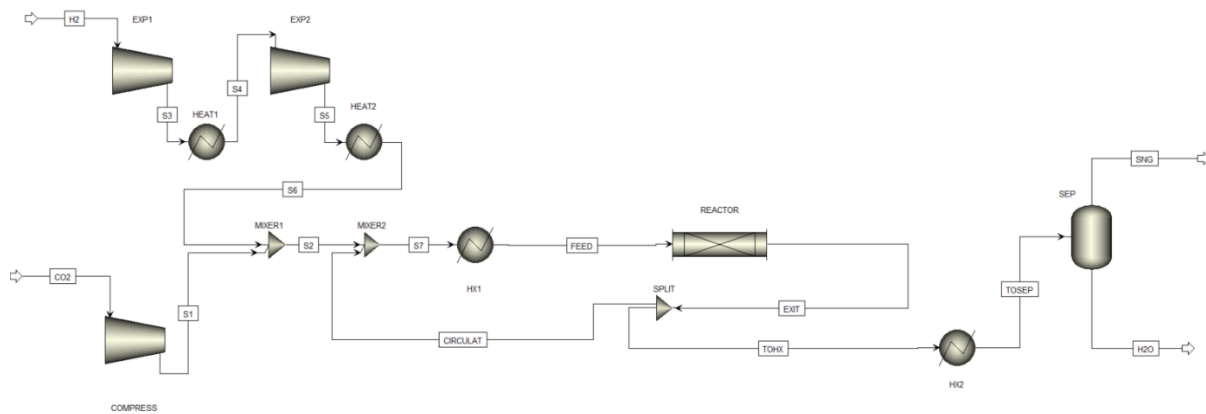 H2
EXP1
EXP2
S4
S3
HEAT1
S5
HEAT2
S6
SNG
SEP
MIXER1
MIXER2
REACTOR
S2
S7
FEED
CO2
HX1
SPLIT
TOSEP
S1
EXIT
CIRCULAT
TOHX
H2O
HX2
COMPRESS